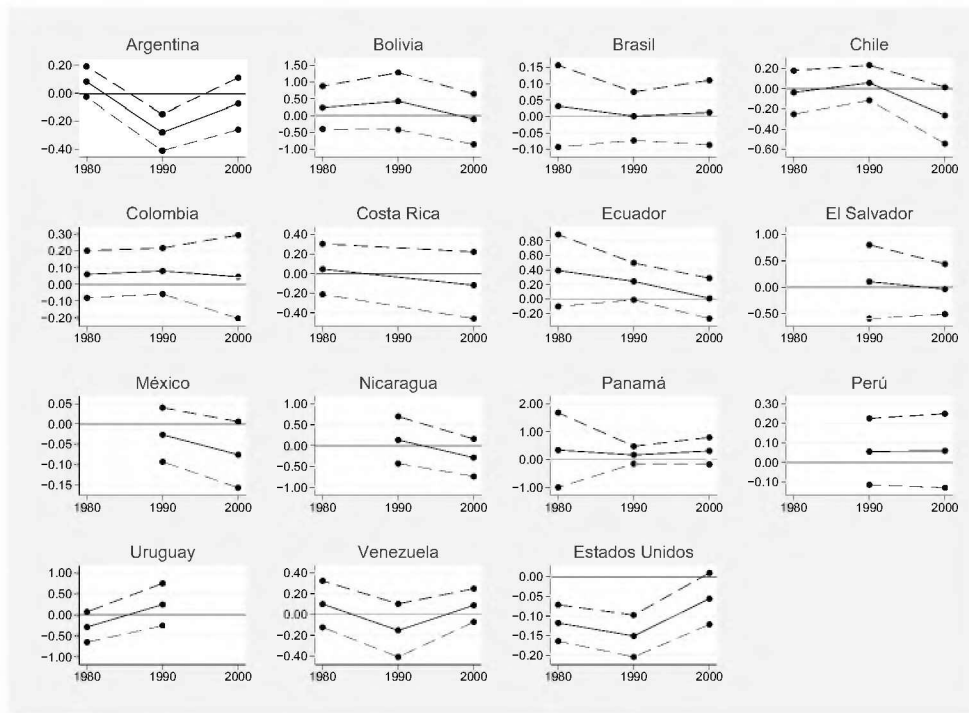 Argentina
0.20
0.00
−0.20
−0.40
1980 1990 2000
Bolivia
1.50
1.00
0.50
0.00
−0.50
−1.00
1980 1990 2000
Brasil
0.15
0.10
0.05
0.00
−0.05
−0.10
1980 1990 2000
Chile
0.20
0.00
−0.20
−0.40
−0.60
1980 1990 2000
Colombia
0.30
0.20
0.10
0.00
−0.10
−0.20
1980 1990 2000
Costa Rica
0.40
0.20
0.00
−0.20
−0.40
1980 1990 2000
Ecuador
0.80
0.60
0.40
0.20
0.00
−0.20
1980 1990 2000
El Salvador
1.00
0.50
0.00
−0.50
1980 1990 2000
México
0.05
0.00
−0.05
−0.10
−0.15
1980 1990 2000
Nicaragua
1.00
0.50
0.00
−0.50
−1.00
1980 1990 2000
Panamá
2.00
1.00
0.00
−1.00
1980 1990 2000
Perú
0.30
0.20
0.10
0.00
−0.10
1980 1990 2000
Uruguay
1.00
0.50
0.00
−0.50
−1.00
1980 1990 2000
Venezuela
0.40
0.20
0.00
−0.20
−0.40
1980 1990 2000
Estados Unidos
0.00
−0.05
−0.10
−0.15
−0.20
1980 1990 2000